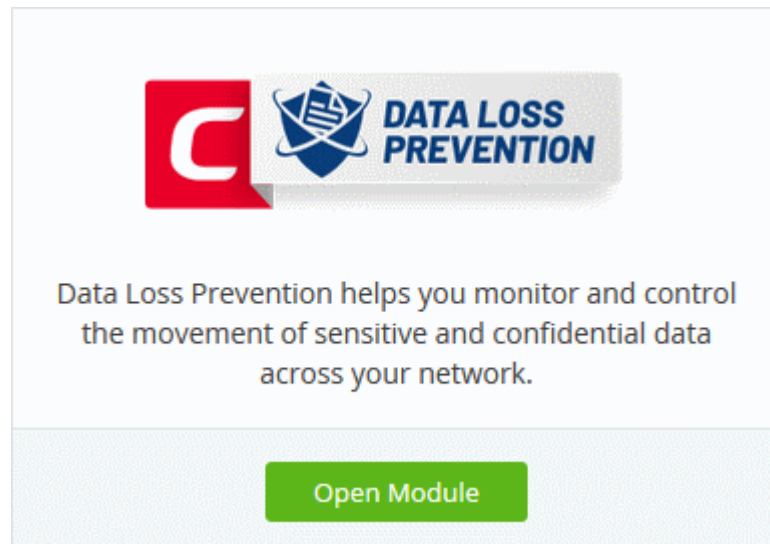 C
DATA LOSS
PREVENTION
Data Loss Prevention helps you monitor and control
the movement of sensitive and confidential data
across your network.
Open Module